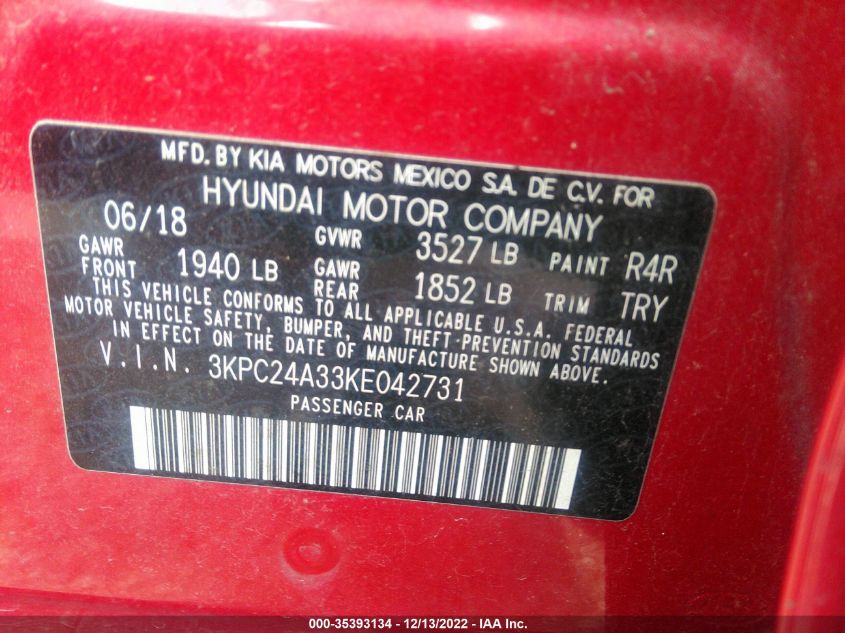 MFD. BY KIA MOTORS MEXICO S.A. DE C.V. FOR
HYUNDAI MOTOR COMPANY
06/18 GVWR 3527 LB PAINT R4R
GAWR FRONT 1940 LB GAWR REAR 1852 LB TRIM TRY
THIS VEHICLE CONFORMS TO ALL APPLICABLE U.S.A. FEDERAL
MOTOR VEHICLE SAFETY, BUMPER, AND THEFT PREVENTION STANDARDS
IN EFFECT ON THE DATE OF MANUFACTURE SHOWN ABOVE.
V.I.N. 3KPC24A33KE042731
PASSENGER CAR
000-35393134 - 12/13/2022 - IAA Inc.